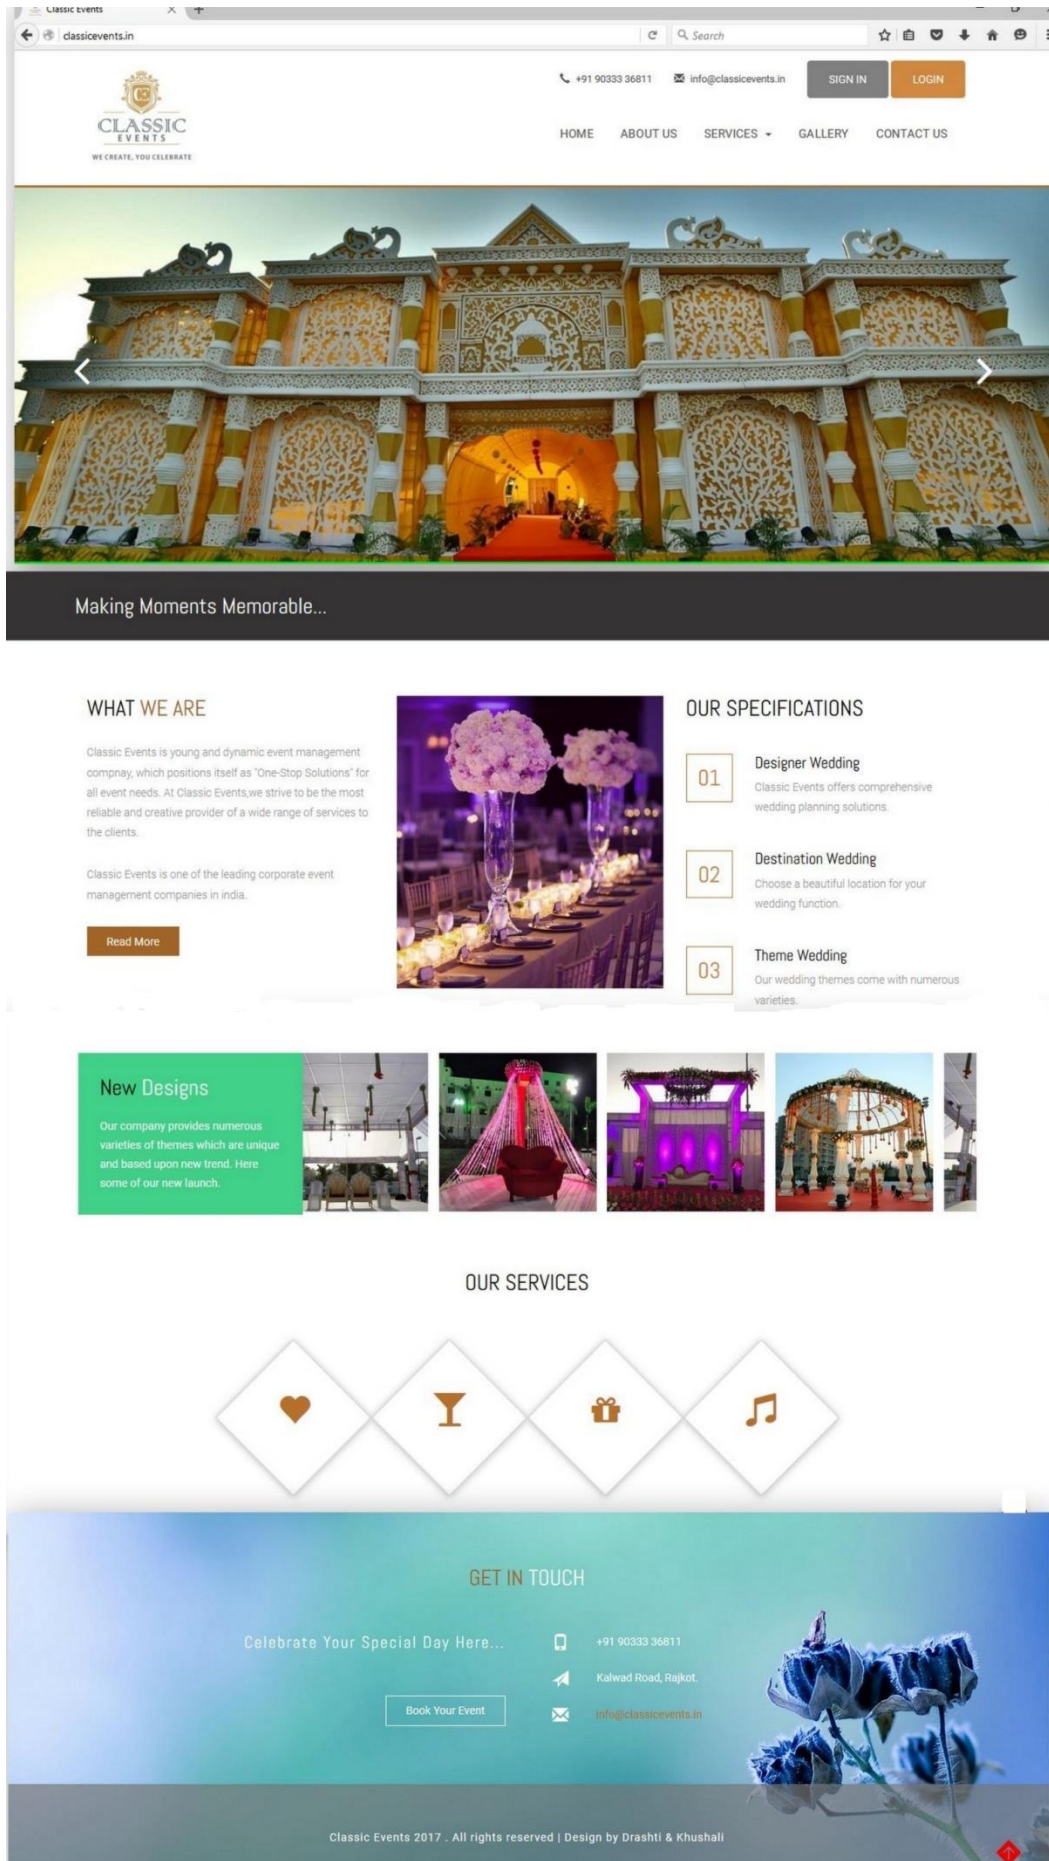 Classic Events
classicevents.in
Search
+91 90333 36811 info@classicevents.in SIGN IN LOGIN
CLASSIC
EVENTS
WE CREATE, YOU CELEBRATE
HOME ABOUT US SERVICES GALLERY CONTACT US
Making Moments Memorable...
WHAT WE ARE
Classic Events is young and dynamic event management
compnay, which positions itself as "One-Stop Solutions" for
all event needs. At Classic Events,we strive to be the most
reliable and creative provider of a wide range of services to
the clients.
Classic Events is one of the leading corporate event
management companies in india.
Read More
OUR SPECIFICATIONS
01
Designer Wedding
Classic Events offers comprehensive
wedding planning solutions.
02
Destination Wedding
Choose a beautiful location for your
wedding function.
03
Theme Wedding
Our wedding themes come with numerous
varieties.
New Designs
Our company provides numerous
varieties of themes which are unique
and based upon new trend. Here
some of our new launch.
OUR SERVICES
GET IN TOUCH
Celebrate Your Special Day Here...
Book Your Event
+91 90333 36811
Kalwad Road, Rajkot.
info@classicevents.in
Classic Events 2017 . All rights reserved | Design by Drashti & Khushali